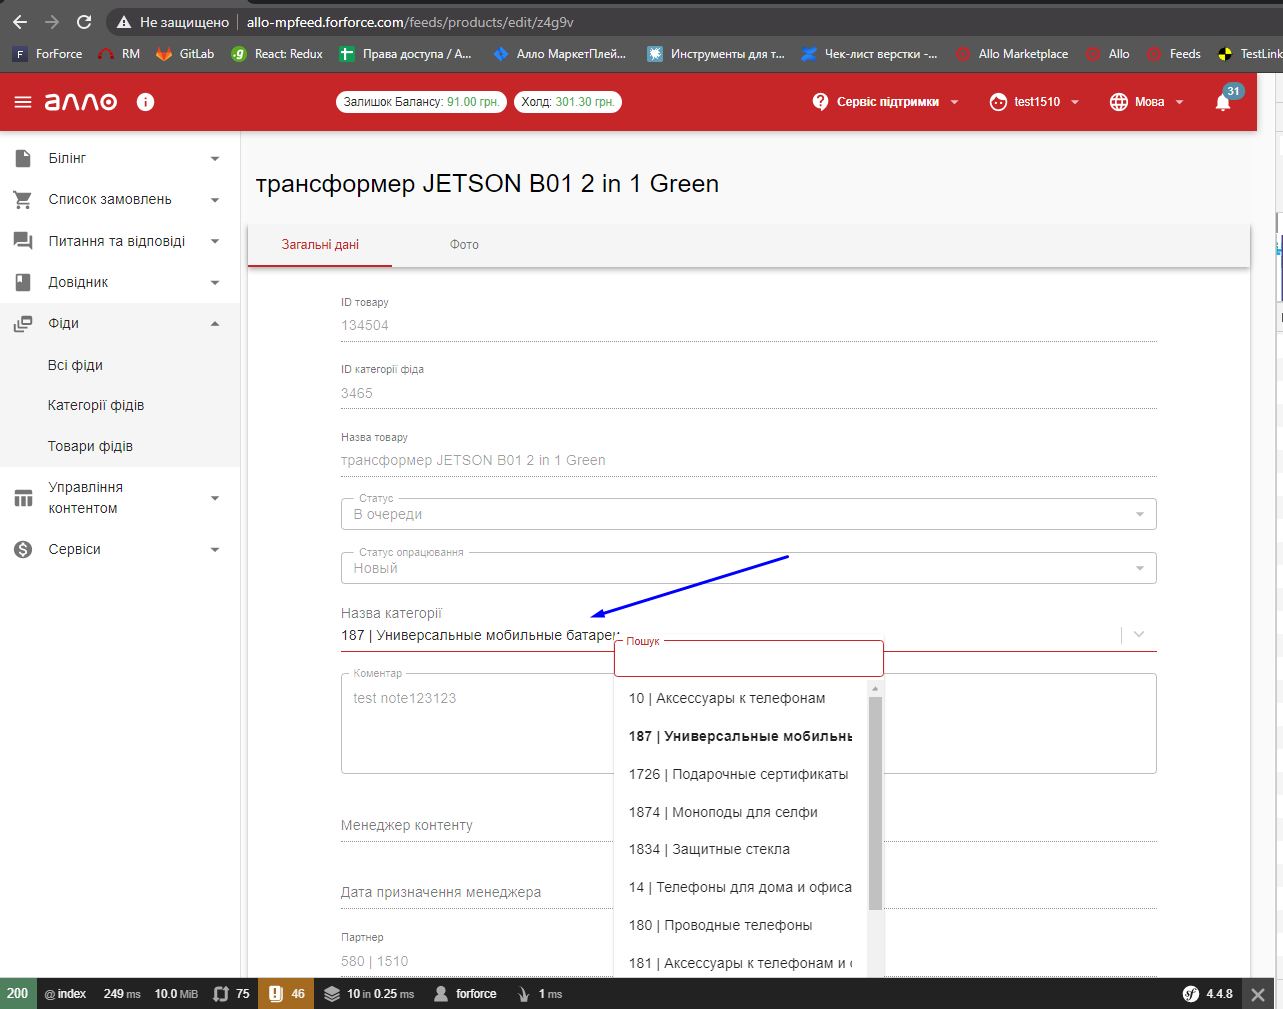 Не защищено
allo-mpfeed.forforce.com/feeds/products/edit/z4g9v
ForForce
RM
GitLab
React: Redux
Права доступа / А...
Алло МаркетПлей...
Инструменты для т...
Чек-лист верстки -...
Allo Marketplace
Allo
Feeds
TestLink
алло
Залишок Балансу: 91.00 грн.
Холд: 301.30 грн.
Сервіс підтримки
test1510
Мова
31
Білінг
Список замовлень
Питання та відповіді
Довідник
Фіди
Всі фіди
Категорії фідів
Товари фідів
Управління
контентом
Сервіси
трансформер JETSON B01 2 in 1 Green
Загальні дані
Фото
ID товару
134504
ID категорії фіда
3465
Назва товару
трансформер JETSON B01 2 in 1 Green
Статус
В очереди
Статус опрацювання
Новый
Назва категорії
187 | Универсальные мобильные батареи
Пошук
10 | Аксессуары к телефонам
187 | Универсальные мобильны
1726 | Подарочные сертификаты
1874 | Моноподы для селфи
1834 | Защитные стекла
14 | Телефоны для дома и офиса
180 | Проводные телефоны
181 | Аксессуары к телефонам и
Коментар
test note123123
Менеджер контенту
Дата призначення менеджера
Партнер
580 | 1510
200
@ index
249 ms
10.0 MiB
75
46
10 in 0.25 ms
forforce
1 ms
4.4.8